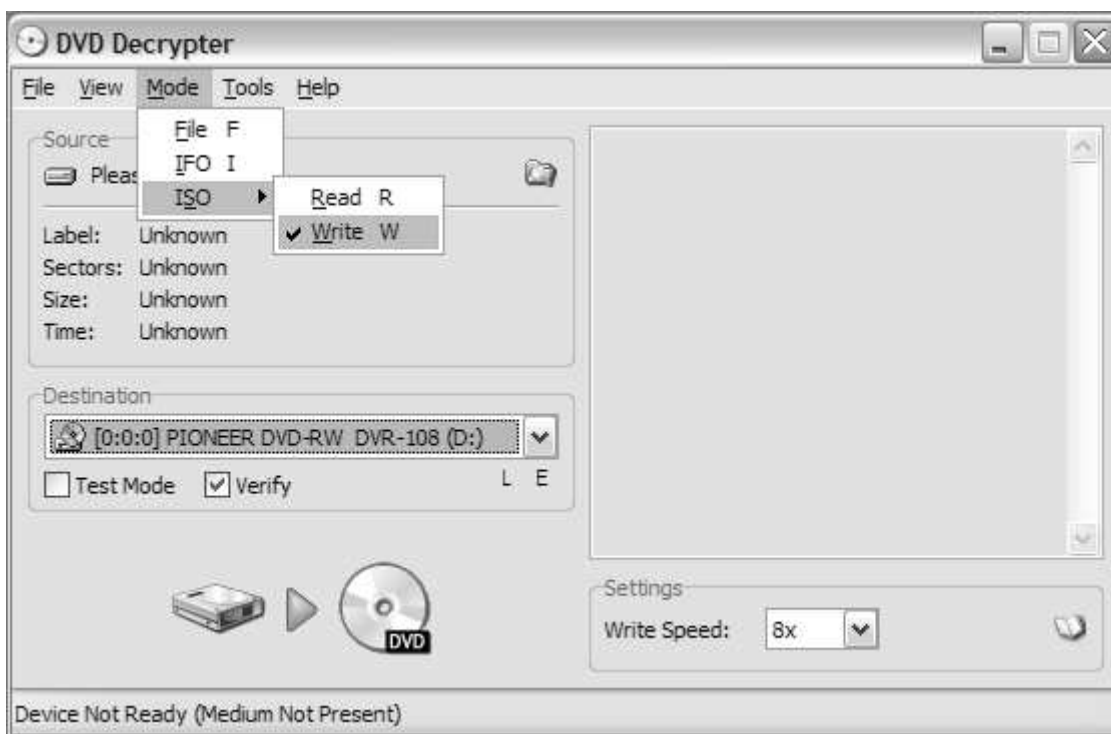 DVD Decrypter
File View Mode Tools Help
File F
IFO I
ISO
Read R
Write W
Source
Pleas
Label: Unknown
Sectors: Unknown
Size: Unknown
Time: Unknown
Destination
[0:0:0] PIONEER DVD-RW DVR-108 (D:)
Test Mode Verify L E
DVD
Settings
Write Speed: 8x
Device Not Ready (Medium Not Present)